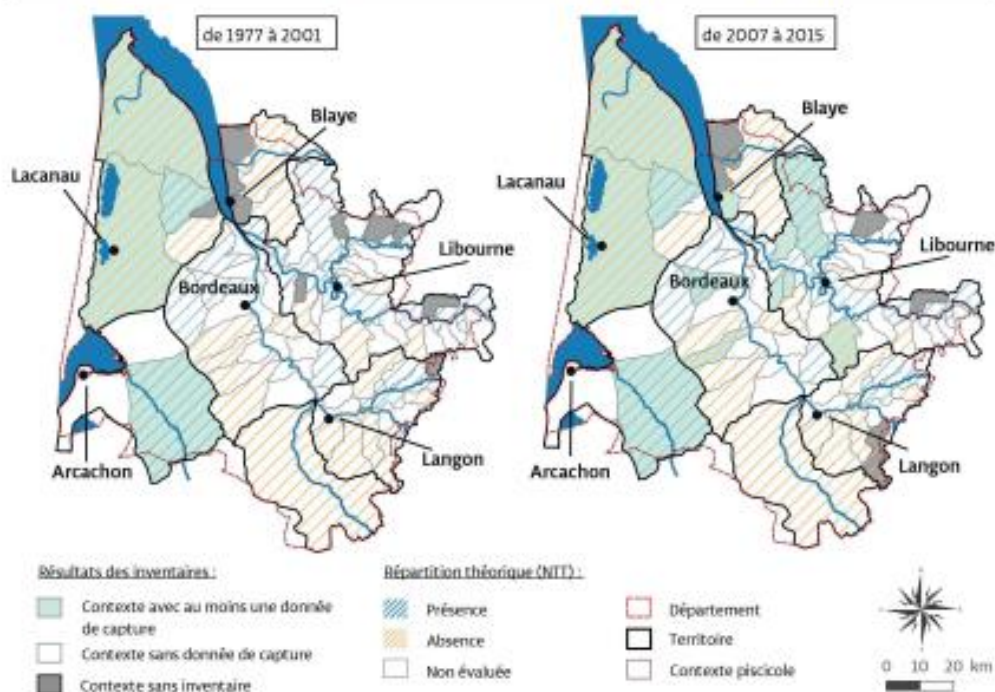 de 1977 à 2001
Blaye
Lacanau
Libourne
Bordeaux
Arcachon
Langon
de 2007 à 2015
Blaye
Lacanau
Libourne
Bordeaux
Arcachon
Langon
Résultats des inventaires :
Contexte avec au moins une donnée
de capture
Contexte sans donnée de capture
Contexte sans inventaire
Répartition théorique (NTT) :
Présence
Absence
Non évaluée
Département
Territoire
Contexte piscicole
0 10 20 km